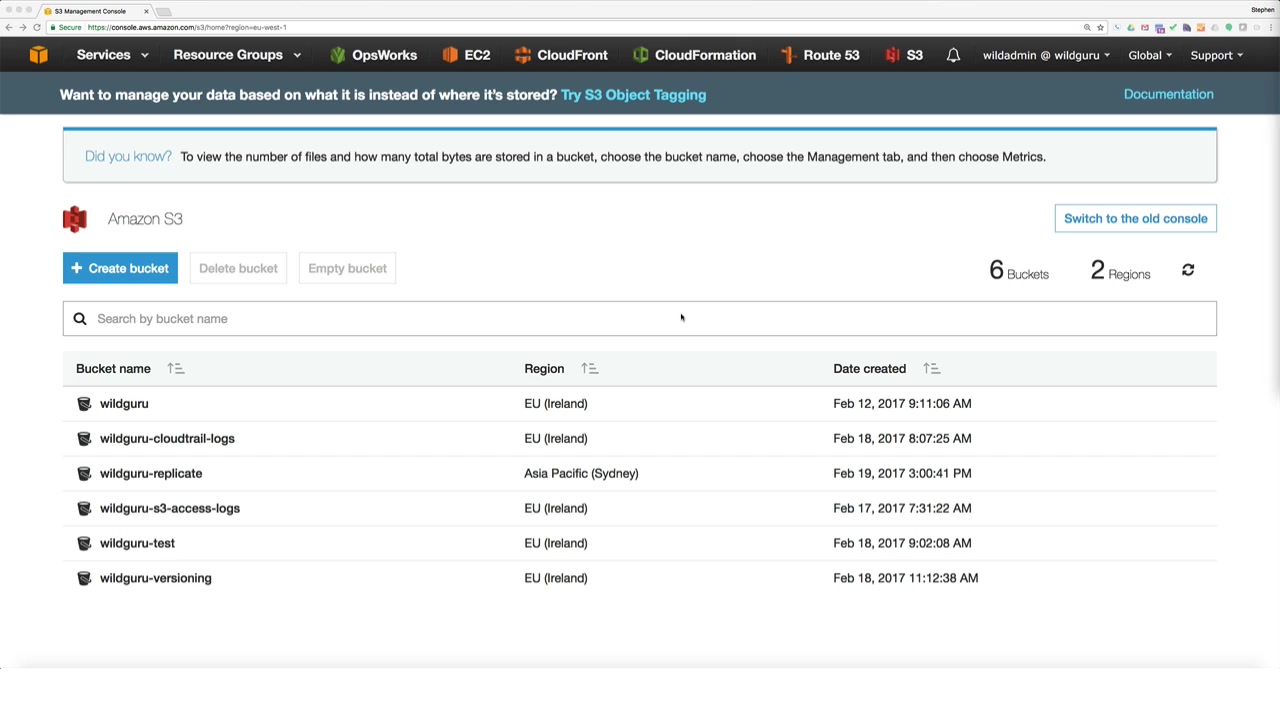 S3 Management Console
Stephen
Secure https://console.aws.amazon.com/s3/home?region=eu-west-1
Services Resource Groups OpsWorks EC2 CloudFront CloudFormation Route 53 S3 wildadmin @ wildguru Global Support
Want to manage your data based on what it is instead of where it's stored? Try S3 Object Tagging Documentation
Did you know? To view the number of files and how many total bytes are stored in a bucket, choose the bucket name, choose the Management tab, and then choose Metrics.
Amazon S3 Switch to the old console
+ Create bucket Delete bucket Empty bucket 6 Buckets 2 Regions
Search by bucket name
Bucket name Region Date created
wildguru EU (Ireland) Feb 12, 2017 9:11:06 AM
wildguru-cloudtrail-logs EU (Ireland) Feb 18, 2017 8:07:25 AM
wildguru-replicate Asia Pacific (Sydney) Feb 19, 2017 3:00:41 PM
wildguru-s3-access-logs EU (Ireland) Feb 17, 2017 7:31:22 AM
wildguru-test EU (Ireland) Feb 18, 2017 9:02:08 AM
wildguru-versioning EU (Ireland) Feb 18, 2017 11:12:38 AM